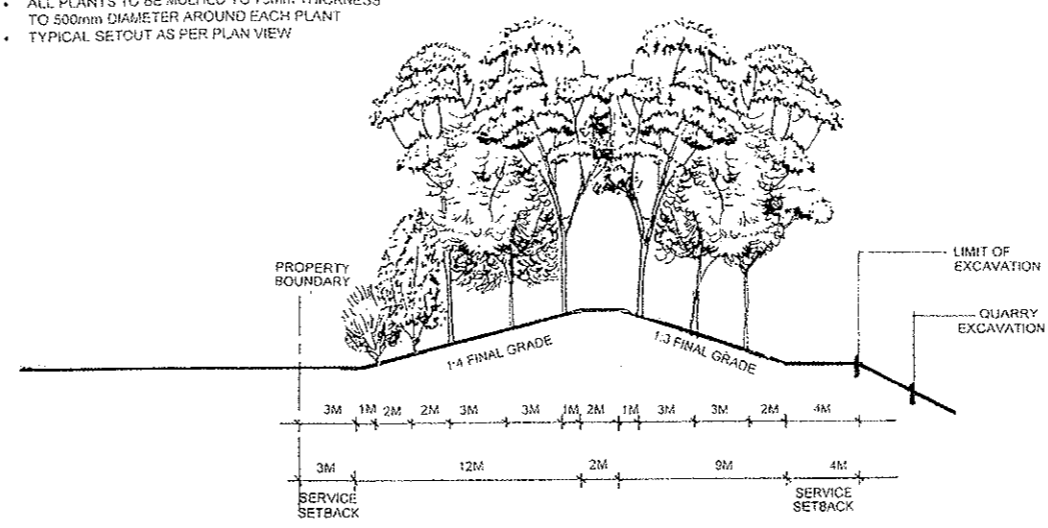 • ALL PLANTS TO BE MULCHED TO 75mm THICKNESS
TO 500mm DIAMETER AROUND EACH PLANT
• TYPICAL SETOUT AS PER PLAN VIEW
PROPERTY
BOUNDARY
LIMIT OF
EXCAVATION
QUARRY
EXCAVATION
1:4 FINAL GRADE
1:3 FINAL GRADE
3M 1M 2M 2M 3M 3M 1M 2M 1M 3M 3M 2M 4M
3M 12M 2M 9M 4M
SERVICE
SETBACK
SERVICE
SETBACK